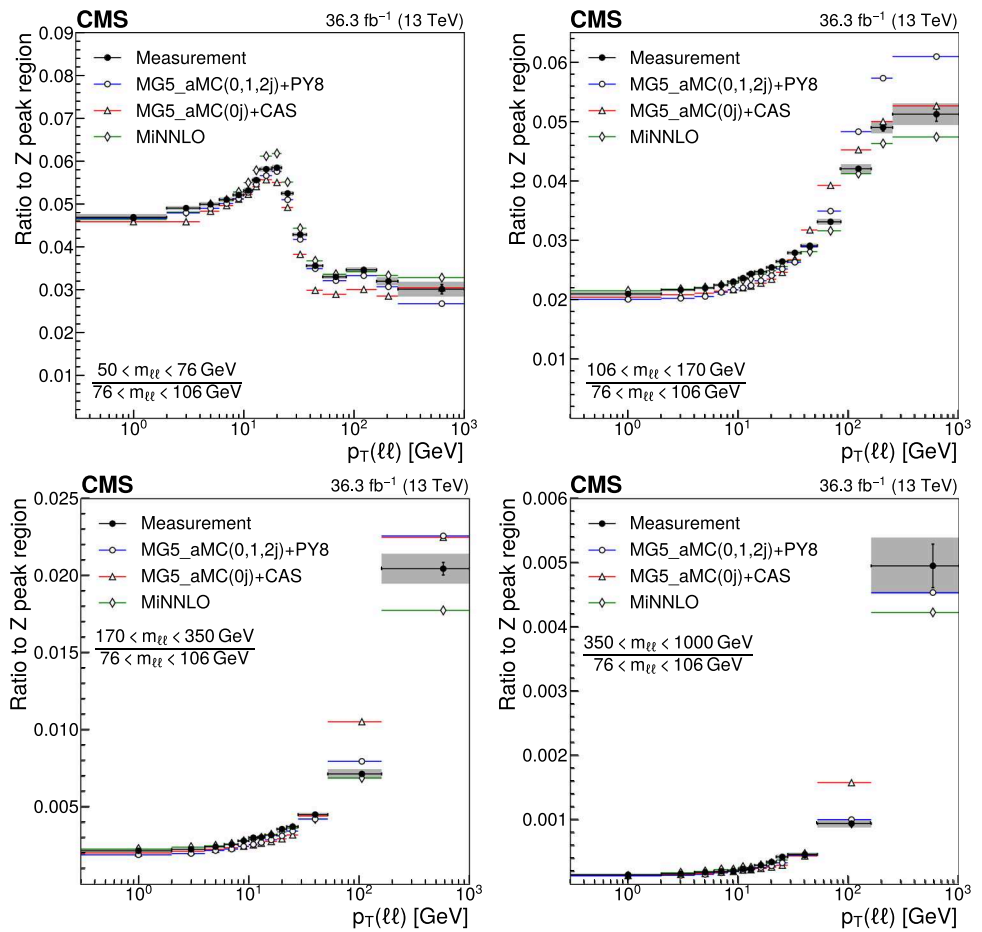 CMS 36.3 fb⁻¹ (13 TeV)
Ratio to Z peak region
0.09
0.08
0.07
0.06
0.05
0.04
0.03
0.02
0.01
Measurement
MG5_aMC(0,1,2j)+PY8
MG5_aMC(0j)+CAS
MiNNLO
50 < mℓℓ < 76 GeV
76 < mℓℓ < 106 GeV
10⁰ 10¹ 10² 10³
pT(ℓℓ) [GeV]
CMS 36.3 fb⁻¹ (13 TeV)
Ratio to Z peak region
0.06
0.05
0.04
0.03
0.02
0.01
Measurement
MG5_aMC(0,1,2j)+PY8
MG5_aMC(0j)+CAS
MiNNLO
106 < mℓℓ < 170 GeV
76 < mℓℓ < 106 GeV
10⁰ 10¹ 10² 10³
pT(ℓℓ) [GeV]
CMS 36.3 fb⁻¹ (13 TeV)
Ratio to Z peak region
0.025
0.020
0.015
0.010
0.005
Measurement
MG5_aMC(0,1,2j)+PY8
MG5_aMC(0j)+CAS
MiNNLO
170 < mℓℓ < 350 GeV
76 < mℓℓ < 106 GeV
10⁰ 10¹ 10² 10³
pT(ℓℓ) [GeV]
CMS 36.3 fb⁻¹ (13 TeV)
Ratio to Z peak region
0.006
0.005
0.004
0.003
0.002
0.001
Measurement
MG5_aMC(0,1,2j)+PY8
MG5_aMC(0j)+CAS
MiNNLO
350 < mℓℓ < 1000 GeV
76 < mℓℓ < 106 GeV
10⁰ 10¹ 10² 10³
pT(ℓℓ) [GeV]